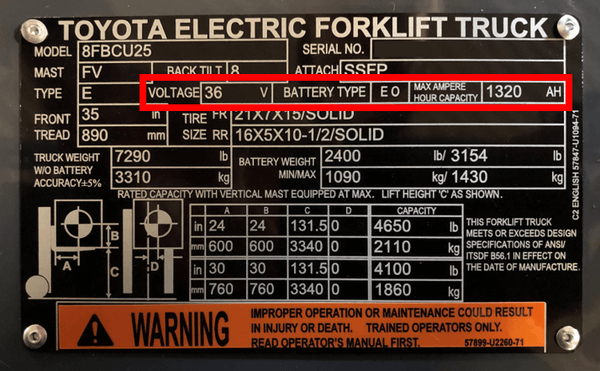 TOYOTA ELECTRIC FORKLIFT TRUCK
MODEL 8FBCU25 SERIAL NO.
MAST FV BACK TILT 8 ATTACH SSFP
TYPE E VOLTAGE 36 V BATTERY TYPE E O MAX AMPERE HOUR CAPACITY 1320 AH
FRONT TREAD 35 in TIRE SIZE FR 21X7X15/SOLID
890 mm RR 16X5X10-1/2/SOLID
TRUCK WEIGHT W/O BATTERY ACCURACY±5% 7290 lb BATTERY WEIGHT MIN/MAX 2400 lb/ 3154 lb
3310 kg 1090 kg/ 1430 kg
RATED CAPACITY WITH VERTICAL MAST EQUIPPED AT MAX. LIFT HEIGHT 'C' AS SHOWN.
A B C D CAPACITY
in 24 24 131.5 0 4650 lb
mm 600 600 3340 0 2110 kg
in 30 30 131.5 0 4100 lb
mm 760 760 3340 0 1860 kg
A B C D
THIS FORKLIFT TRUCK
MEETS OR EXCEEDS DESIGN
SPECIFICATIONS OF ANSI/
ITSDF B56.1 IN EFFECT ON
THE DATE OF MANUFACTURE.
C2 ENGLISH 57847-U1094-71
WARNING
IMPROPER OPERATION OR MAINTENANCE COULD RESULT
IN INJURY OR DEATH. TRAINED OPERATORS ONLY.
READ OPERATOR'S MANUAL FIRST. 57899-U2260-71